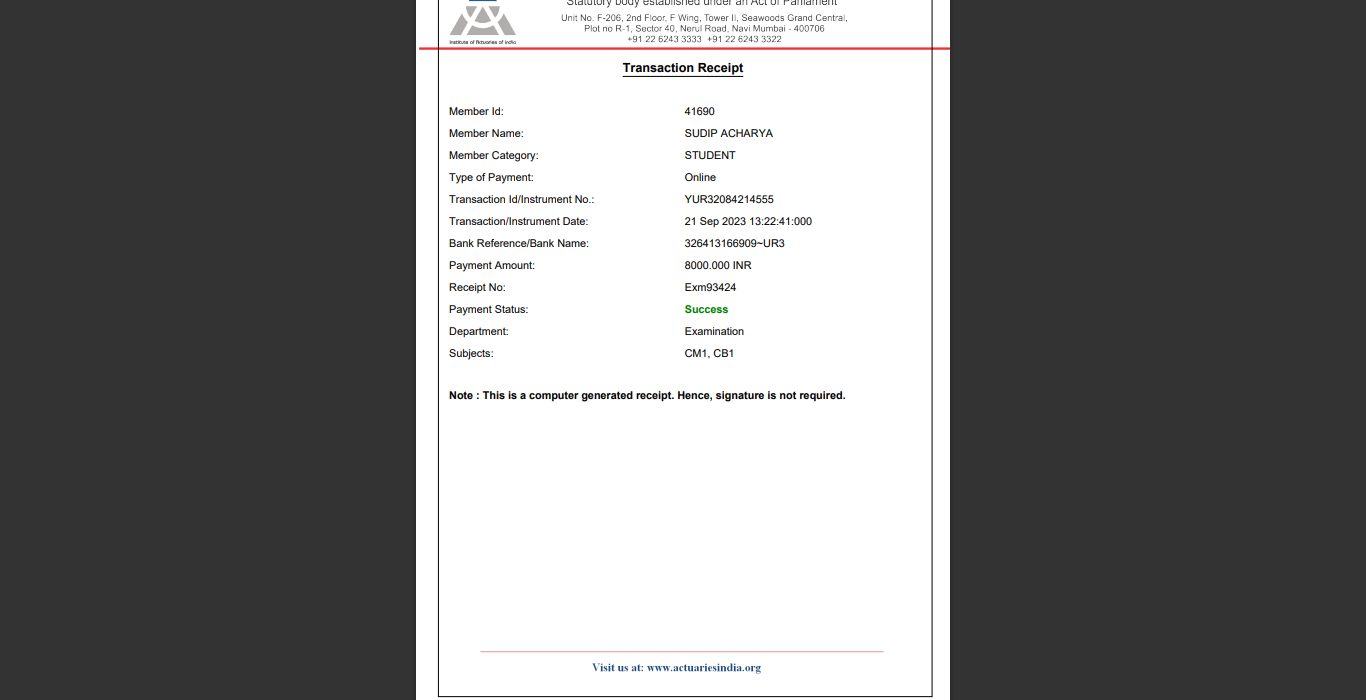 Statutory body established under an Act of Parliament
Unit No. F-206, 2nd Floor, F Wing, Tower II, Seawoods Grand Central,
Plot no R-1, Sector 40, Nerul Road, Navi Mumbai - 400706
+91 22 6243 3333 +91 22 6243 3322
Institute of Actuaries of India
Transaction Receipt
Member Id: 41690
Member Name: SUDIP ACHARYA
Member Category: STUDENT
Type of Payment: Online
Transaction Id/Instrument No.: YUR32084214555
Transaction/Instrument Date: 21 Sep 2023 13:22:41:000
Bank Reference/Bank Name: 326413166909~UR3
Payment Amount: 8000.000 INR
Receipt No: Exm93424
Payment Status: Success
Department: Examination
Subjects: CM1, CB1
Note : This is a computer generated receipt. Hence, signature is not required.
Visit us at: www.actuariesindia.org